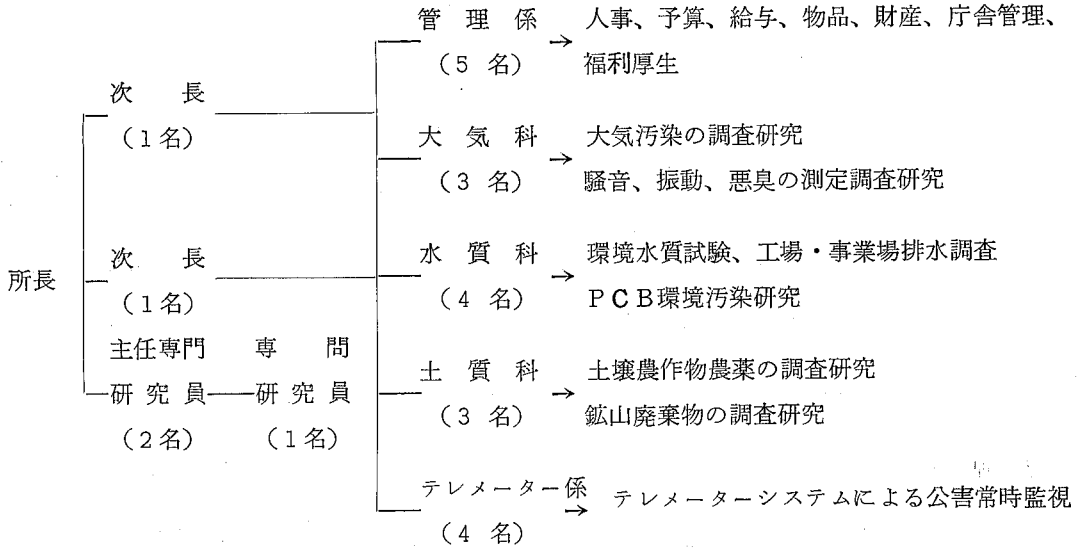 所長
次長
(1名)
次長
(1名)
主任専門
研究員
(2名)
専問
研究員
(1名)
管理係
(5名)
→ 人事、予算、給与、物品、財産、庁舎管理、
福利厚生
大気科
(3名)
→ 大気汚染の調査研究
騒音、振動、悪臭の測定調査研究
水質科
(4名)
→ 環境水質試験、工場・事業場排水調査
PCB環境汚染研究
土質科
(3名)
→ 土壌農作物農薬の調査研究
鉱山廃棄物の調査研究
テレメーター係
(4名)
→ テレメーターシステムによる公害常時監視